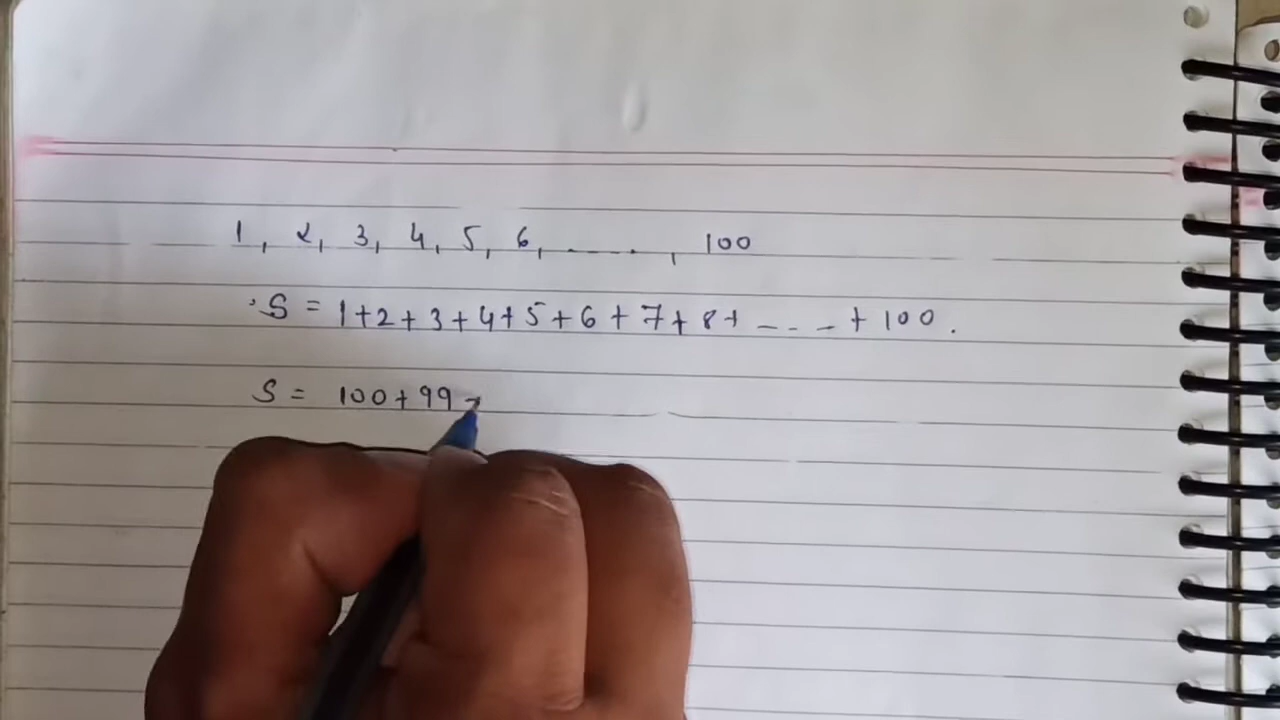 1, 2, 3, 4, 5, 6, ....., 100
S = 1+2+3+4+5+6+7+8+ ---- + 100.
S = 100+99